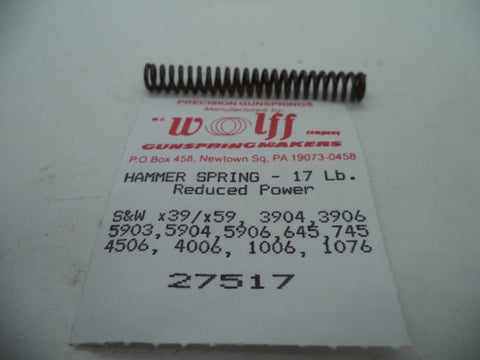 PRECISION GUNSPRINGS
Manufactured by:
W.C. Wolff company
GUNSPRINGMAKERS
P.O.Box 458, Newtown Sq, PA 19073-0458
HAMMER SPRING - 17 Lb.
Reduced Power
S&W x39/x59, 3904,3906
5903,5904,5906,645,745
4506, 4006, 1006, 1076
27517